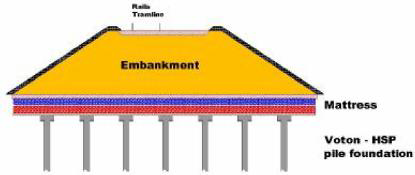 Rails
Tramline
Embankment
Mattress
Voton - HSP
pile foundation